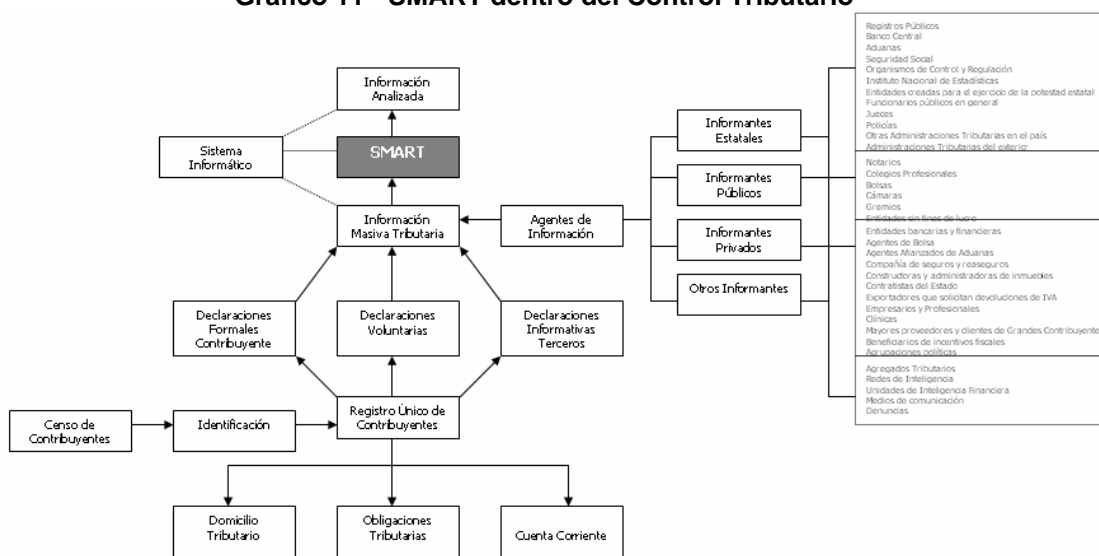 Gráfico 11 - SMART dentro del Control Tributario
Información
Analizada
SMART
Sistema
Informático
Información
Masiva Tributaria
Agentes de
Información
Informantes
Estatales
Informantes
Públicos
Informantes
Privados
Otros Informantes
Registros Públicos
Banco Central
Aduanas
Seguridad Social
Organismos de Control y Regulación
Instituto Nacional de Estadísticas
Entidades creadas para el ejercicio de la potestad estatal
Funcionarios públicos en general
Jueces
Policías
Otras Administraciones Tributarias en el país
Administraciones Tributarias del exterior
Notarios
Colegios Profesionales
Bolsas
Cámaras
Gremios
Entidades sin fines de lucro
Entidades bancarias y financieras
Agentes de Bolsa
Agentes Afianzados de Aduanas
Compañía de seguros y reaseguros
Constructoras y administradoras de inmuebles
Contratistas del Estado
Exportadores que solicitan devoluciones de IVA
Empresarios y Profesionales
Clínicas
Mayores proveedores y clientes de Grandes Contribuyente
Beneficiarios de incentivos fiscales
Agrupaciones políticas
Agregados Tributarios
Redes de Inteligencia
Unidades de Inteligencia Financiera
Medios de comunicación
Denuncias
Declaraciones
Formales
Contribuyente
Declaraciones
Voluntarias
Declaraciones
Informativas
Terceros
Censo de
Contribuyentes
Identificación
Registro Único de
Contribuyentes
Domicilio
Tributario
Obligaciones
Tributarias
Cuenta Corriente